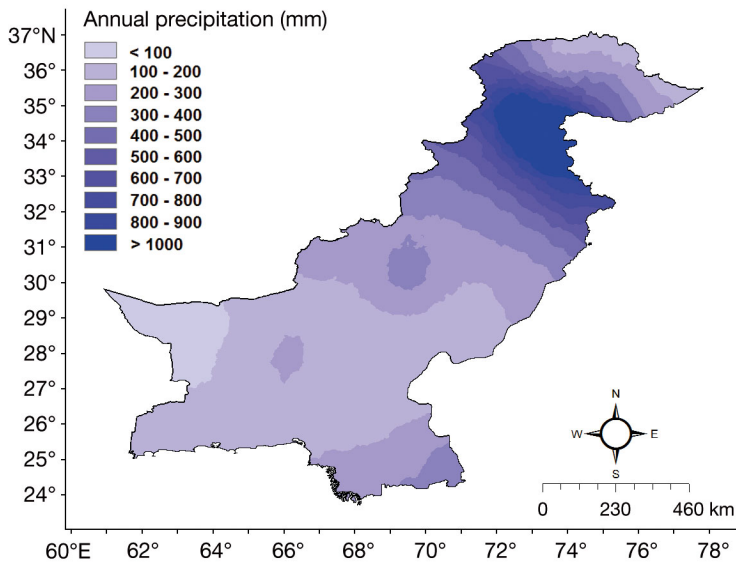 Annual precipitation (mm)
< 100
100 - 200
200 - 300
300 - 400
400 - 500
500 - 600
600 - 700
700 - 800
800 - 900
> 1000
37°N
36°
35°
34°
33°
32°
31°
30°
29°
28°
27°
26°
25°
24°
N
W E
S
0 230 460 km
60°E 62° 64° 66° 68° 70° 72° 74° 76° 78°